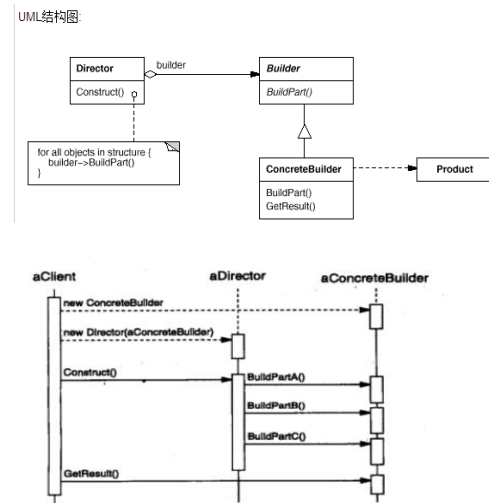 UML结构图:
Director
builder
Builder
Construct()
BuildPart()
for all objects in structure {
builder->BuildPart()
}
ConcreteBuilder
Product
BuildPart()
GetResult()
aClient
aDirector
aConcreteBuilder
new ConcreteBuilder
new Director(aConcreteBuilder)
Construct()
BuildPartA()
BuildPartB()
BuildPartC()
GetResult()